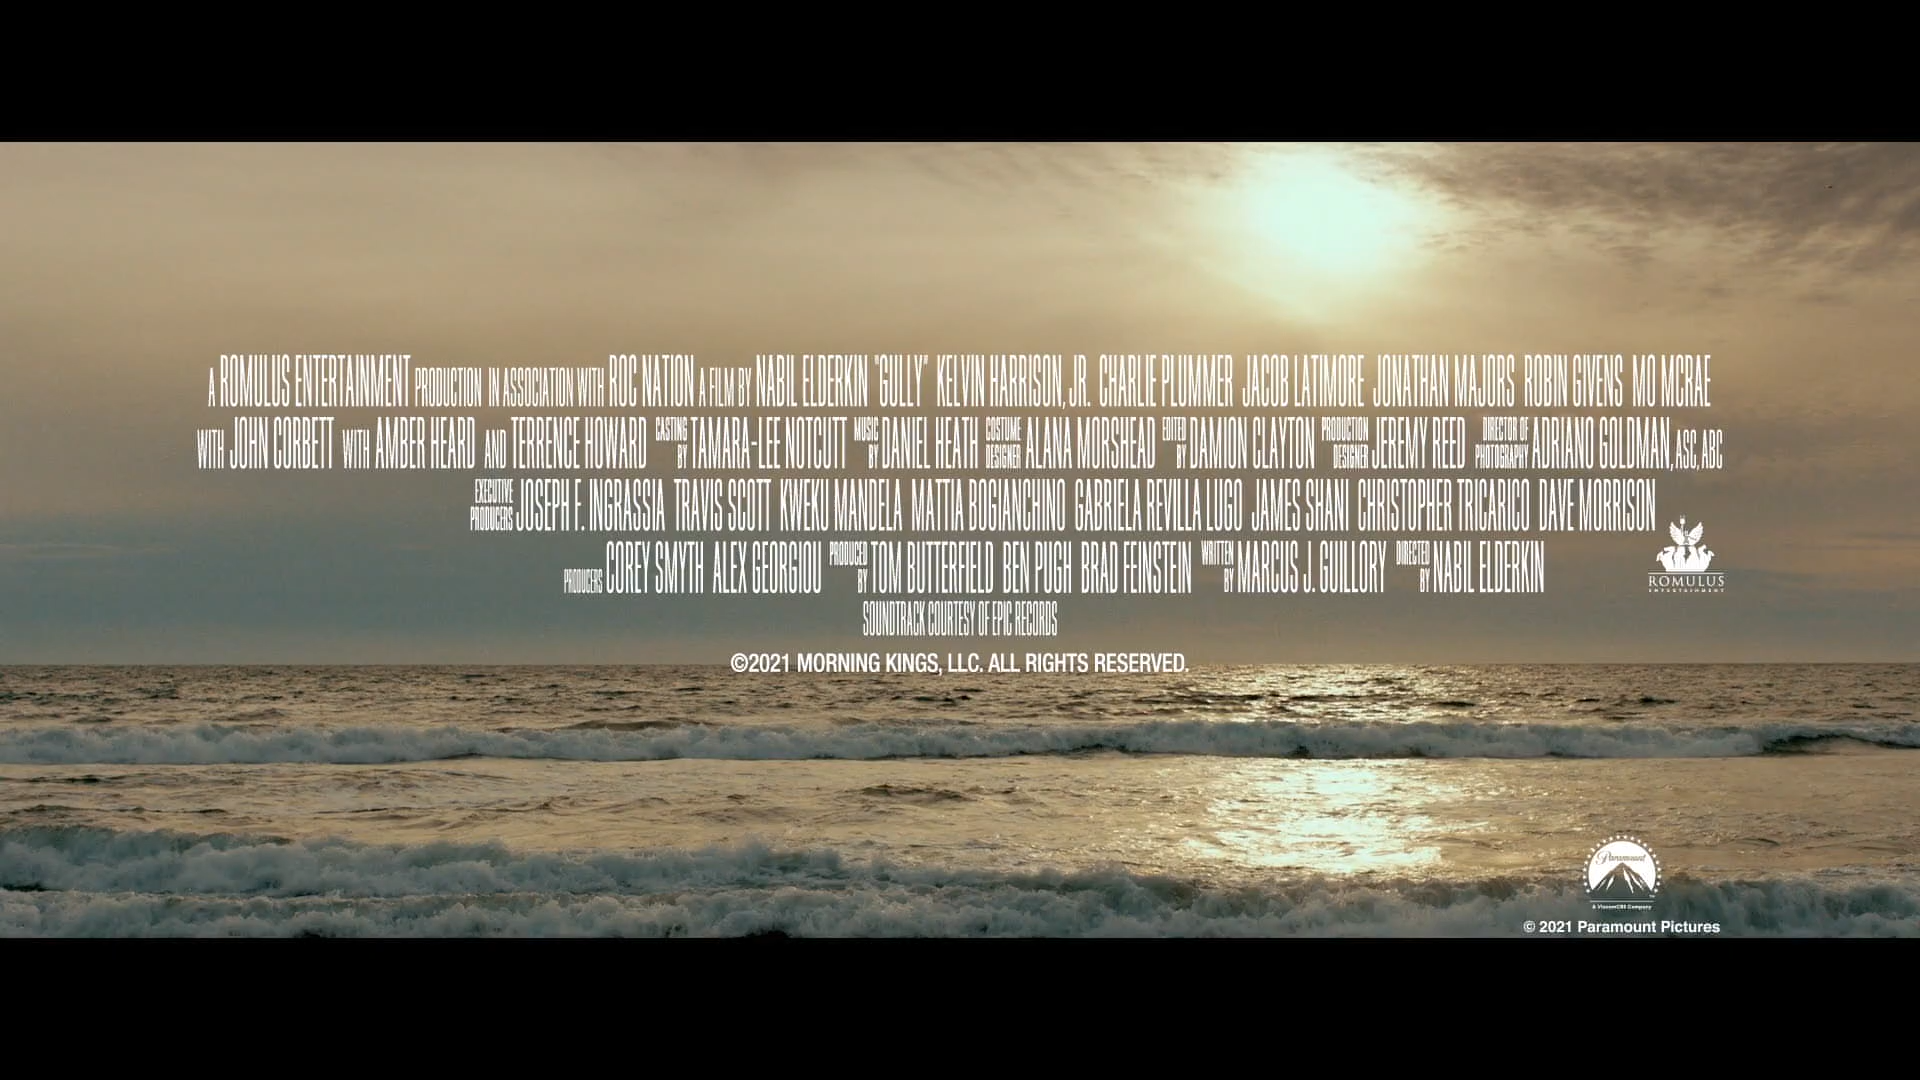 A ROMULUS ENTERTAINMENT PRODUCTION IN ASSOCIATION WITH ROC NATION A FILM BY NABIL ELDERKIN "GULLY" KELVIN HARRISON, JR. CHARLIE PLUMMER JACOB LATIMORE JONATHAN MAJORS ROBIN GIVENS MO MCRAE
WITH JOHN CORBETT WITH AMBER HEARD AND TERRENCE HOWARD CASTING BY TAMARA-LEE NOTCUTT MUSIC BY DANIEL HEATH COSTUME DESIGNER ALANA MORSHEAD EDITED BY DAMION CLAYTON PRODUCTION DESIGNER JEREMY REED DIRECTOR OF PHOTOGRAPHY ADRIANO GOLDMAN, ASC, ABC
EXECUTIVE PRODUCERS JOSEPH F. INGRASSIA TRAVIS SCOTT KWEKU MANDELA MATTIA BOGIANCHINO GABRIELA REVILLA LUGO JAMES SHANI CHRISTOPHER TRICARICO DAVE MORRISON
PRODUCERS COREY SMYTH ALEX GEORGIOU PRODUCED BY TOM BUTTERFIELD BEN PUGH BRAD FEINSTEIN WRITTEN BY MARCUS J. GUILLORY DIRECTED BY NABIL ELDERKIN
ROMULUS
ENTERTAINMENT
SOUNDTRACK COURTESY OF EPIC RECORDS
©2021 MORNING KINGS, LLC. ALL RIGHTS RESERVED.
Paramount
A ViacomCBS Company
© 2021 Paramount Pictures